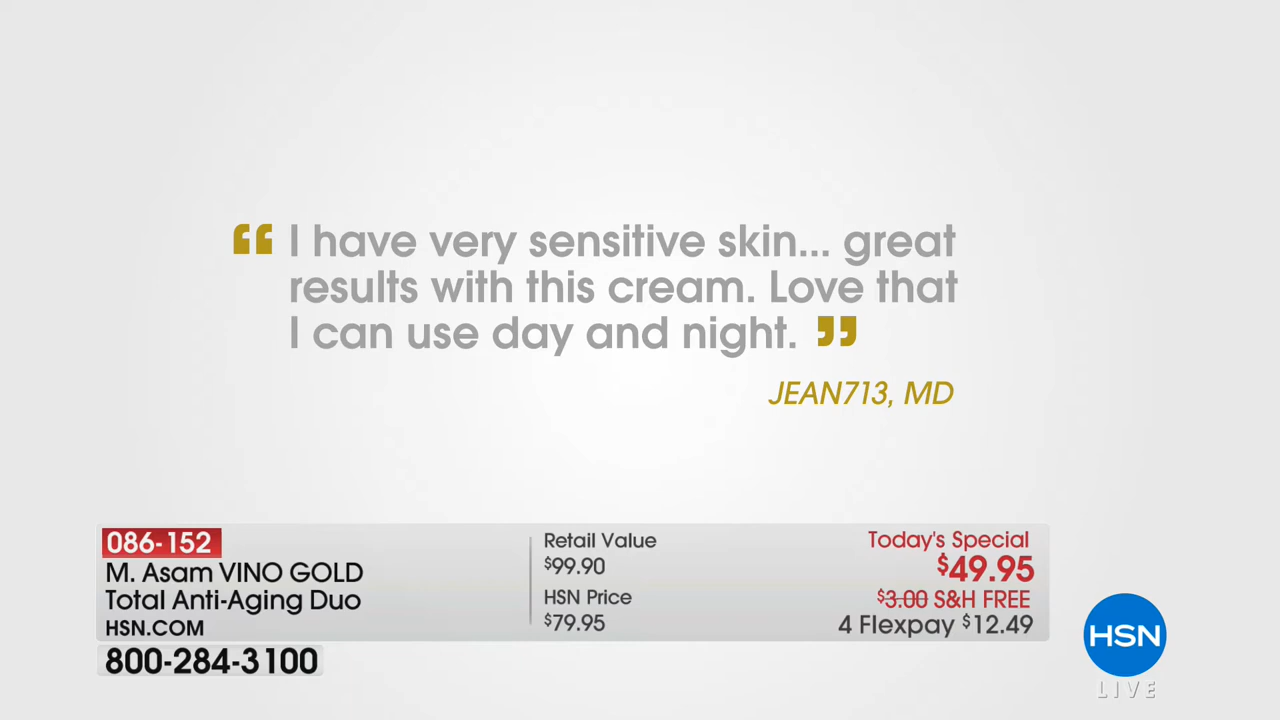 “ I have very sensitive skin... great
results with this cream. Love that
I can use day and night. ”
JEAN713, MD
086-152
M. Asam VINO GOLD
Total Anti-Aging Duo
HSN.COM
800-284-3100
Retail Value
$99.90
HSN Price
$79.95
Today's Special
$49.95
$3.00 S&H FREE
4 Flexpay $12.49
HSN
LIVE